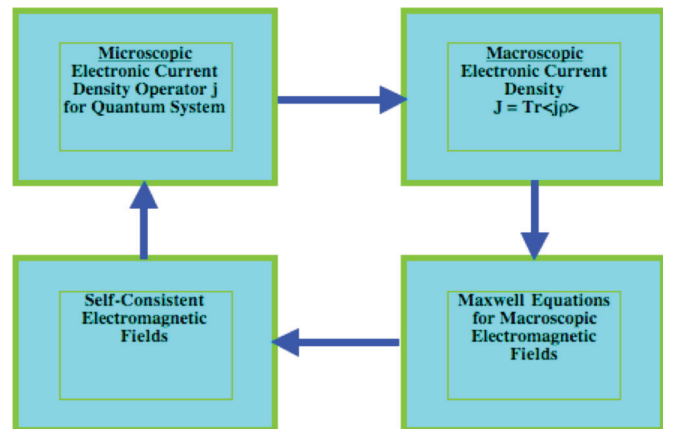 Microscopic
Electronic Current
Density Operator j
for Quantum System
Macroscopic
Electronic Current
Density
J = Tr<jρ>
Self-Consistent
Electromagnetic
Fields
Maxwell Equations
for Macroscopic
Electromagnetic
Fields